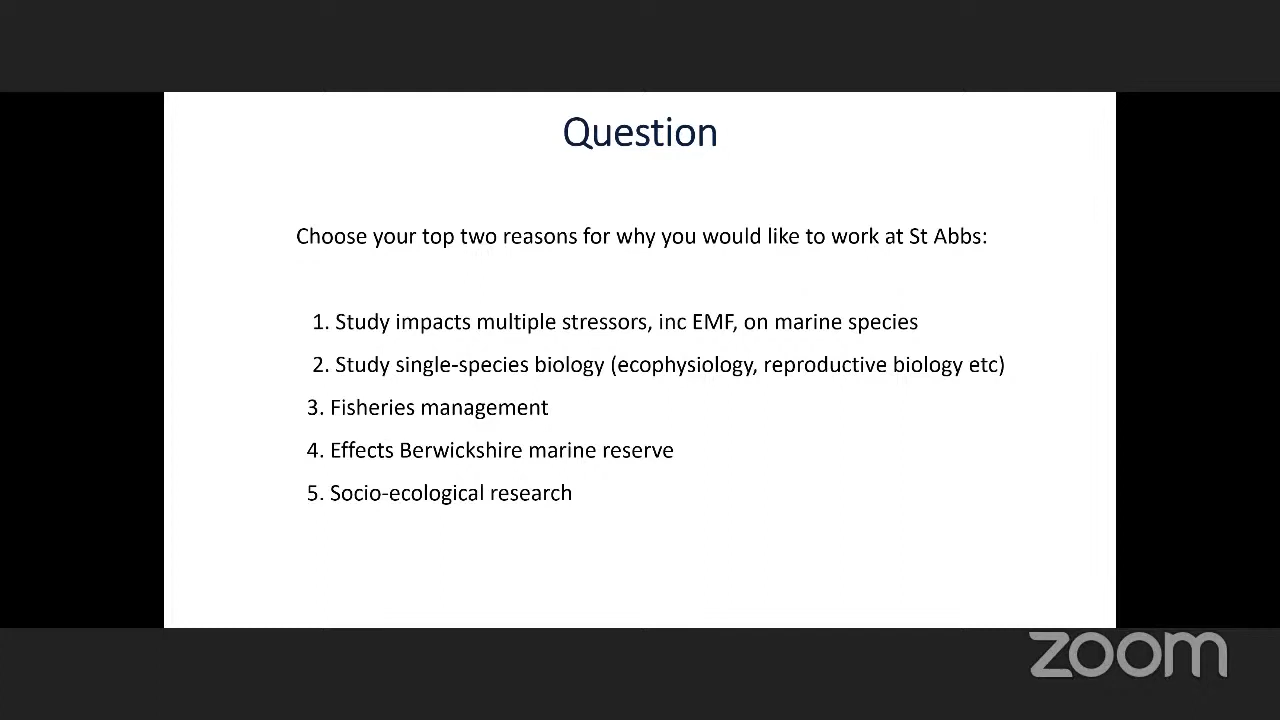 Question
Choose your top two reasons for why you would like to work at St Abbs:
1. Study impacts multiple stressors, inc EMF, on marine species
2. Study single-species biology (ecophysiology, reproductive biology etc)
3. Fisheries management
4. Effects Berwickshire marine reserve
5. Socio-ecological research
zoom